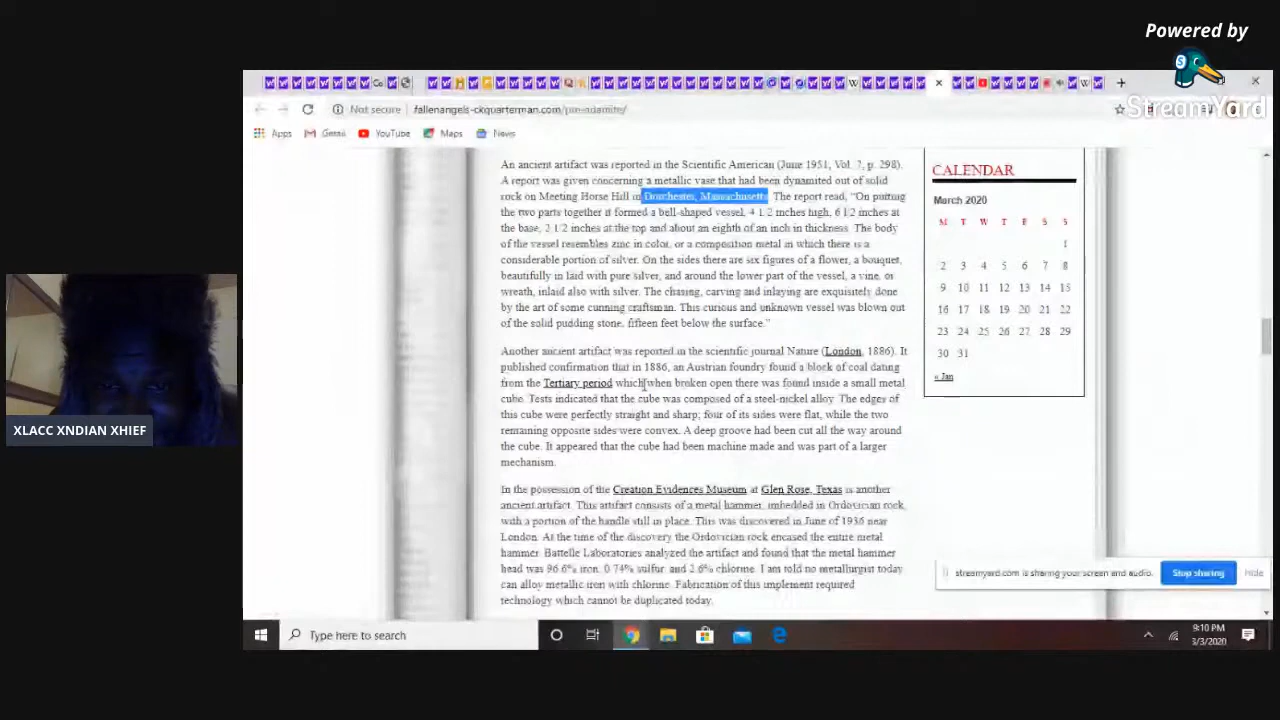 Powered by
StreamYard
Not secure
fallenangels-ckquarterman.com/pre-adamite/
Apps
Gmail
YouTube
Maps
News
An ancient artifact was reported in the Scientific American (June 1951, Vol. 7, p. 298).
A report was given concerning a metallic vase that had been dynamited out of solid
rock on Meeting Horse Hill in Dorchester, Massachusetts. The report read, “On putting
the two parts together it formed a bell-shaped vessel, 4 1/2 inches high, 6 1/2 inches at
the base, 2 1/2 inches at the top and about an eighth of an inch in thickness. The body
of the vessel resembles zinc in color, or a composition metal in which there is a
considerable portion of silver. On the sides there are six figures of a flower, a bouquet,
beautifully in laid with pure silver, and around the lower part of the vessel, a vine, or
wreath, inlaid also with silver. The chasing, carving and inlaying are exquisitely done
by the art of some cunning craftsman. This curious and unknown vessel was blown out
of the solid pudding stone, fifteen feet below the surface.”
Another ancient artifact was reported in the scientific journal Nature (London, 1886). It
published confirmation that in 1886, an Austrian foundry found a block of coal dating
from the Tertiary period which when broken open there was found inside a small metal
cube. Tests indicated that the cube was composed of a steel-nickel alloy. The edges of
this cube were perfectly straight and sharp; four of its sides were flat, while the two
remaining opposite sides were convex. A deep groove had been cut all the way around
the cube. It appeared that the cube had been machine made and was part of a larger
mechanism.
In the possession of the Creation Evidences Museum at Glen Rose, Texas is another
ancient artifact. This artifact consists of a metal hammer, imbedded in Ordovician rock,
with a portion of the handle still in place. This was discovered in June of 1936 near
London. At the time of the discovery the Ordovician rock encased the entire metal
hammer. Battelle Laboratories analyzed the artifact and found that the metal hammer
head was 96.6% iron, 0.74% sulfur, and 2.6% chlorine. I am told no metallurgist today
can alloy metallic iron with chlorine. Fabrication of this implement required
technology which cannot be duplicated today.
CALENDAR
March 2020
M T W T F S S
1
2 3 4 5 6 7 8
9 10 11 12 13 14 15
16 17 18 19 20 21 22
23 24 25 26 27 28 29
30 31
« Jan
XLACC XNDIAN XHIEF
streamyard.com is sharing your screen and audio.
Stop sharing
Hide
Type here to search
9:10 PM
3/3/2020